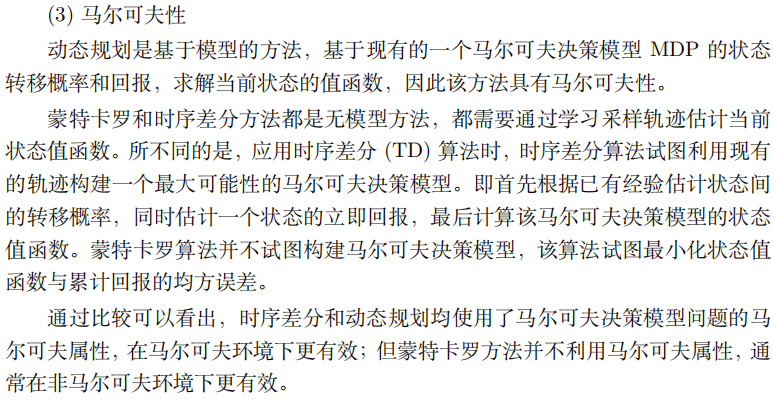 (3) 马尔可夫性
动态规划是基于模型的方法，基于现有的一个马尔可夫决策模型 MDP 的状态
转移概率和回报，求解当前状态的值函数，因此该方法具有马尔可夫性。
蒙特卡罗和时序差分方法都是无模型方法，都需要通过学习采样轨迹估计当前
状态值函数。所不同的是，应用时序差分 (TD) 算法时，时序差分算法试图利用现有
的轨迹构建一个最大可能性的马尔可夫决策模型。即首先根据已有经验估计状态间
的转移概率，同时估计一个状态的立即回报，最后计算该马尔可夫决策模型的状态
值函数。蒙特卡罗算法并不试图构建马尔可夫决策模型，该算法试图最小化状态值
函数与累计回报的均方误差。
通过比较可以看出，时序差分和动态规划均使用了马尔可夫决策模型问题的马
尔可夫属性，在马尔可夫环境下更有效；但蒙特卡罗方法并不利用马尔可夫属性，通
常在非马尔可夫环境下更有效。